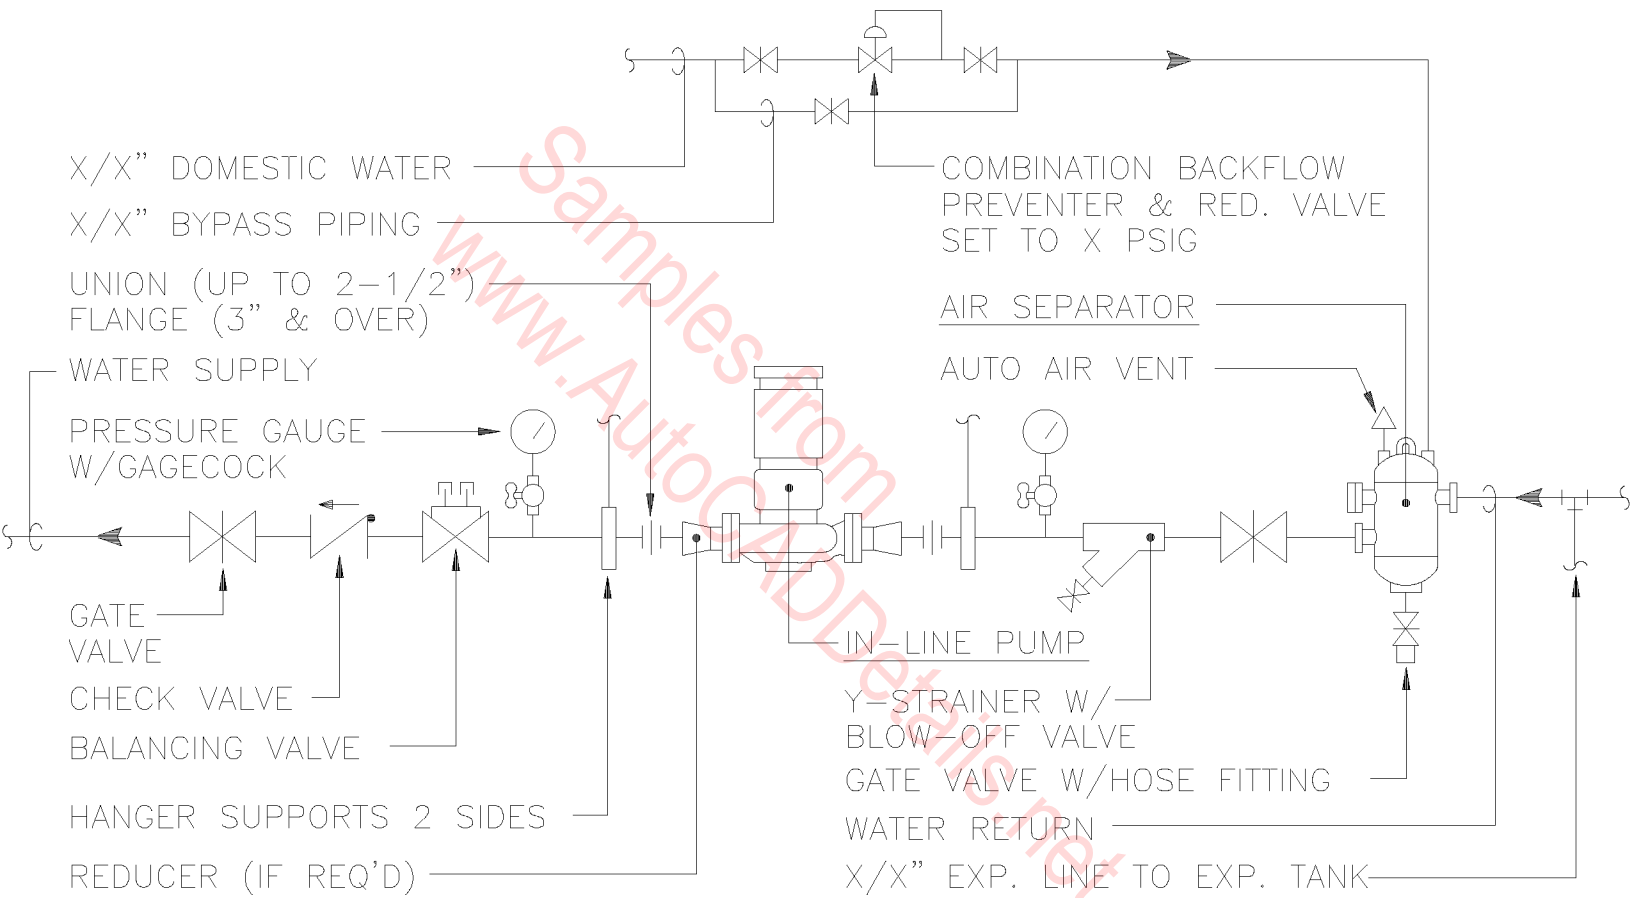 X/X" DOMESTIC WATER
X/X" BYPASS PIPING
UNION (UP TO 2-1/2")
FLANGE (3" & OVER)
WATER SUPPLY
PRESSURE GAUGE
W/GAGECOCK
GATE
VALVE
CHECK VALVE
BALANCING VALVE
HANGER SUPPORTS 2 SIDES
REDUCER (IF REQ'D)
COMBINATION BACKFLOW
PREVENTER & RED. VALVE
SET TO X PSIG
AIR SEPARATOR
AUTO AIR VENT
IN-LINE PUMP
Y-STRAINER W/
BLOW-OFF VALVE
GATE VALVE W/HOSE FITTING
WATER RETURN
X/X" EXP. LINE TO EXP. TANK
Samples from
www.AutoCADDetails.net